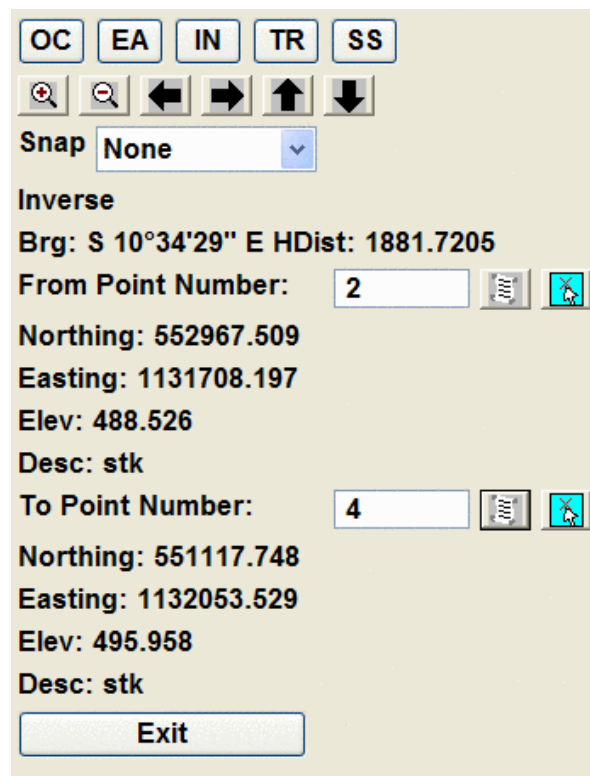 OC EA IN TR SS
Snap None
Inverse
Brg: S 10°34'29" E HDist: 1881.7205
From Point Number: 2
Northing: 552967.509
Easting: 1131708.197
Elev: 488.526
Desc: stk
To Point Number: 4
Northing: 551117.748
Easting: 1132053.529
Elev: 495.958
Desc: stk
Exit